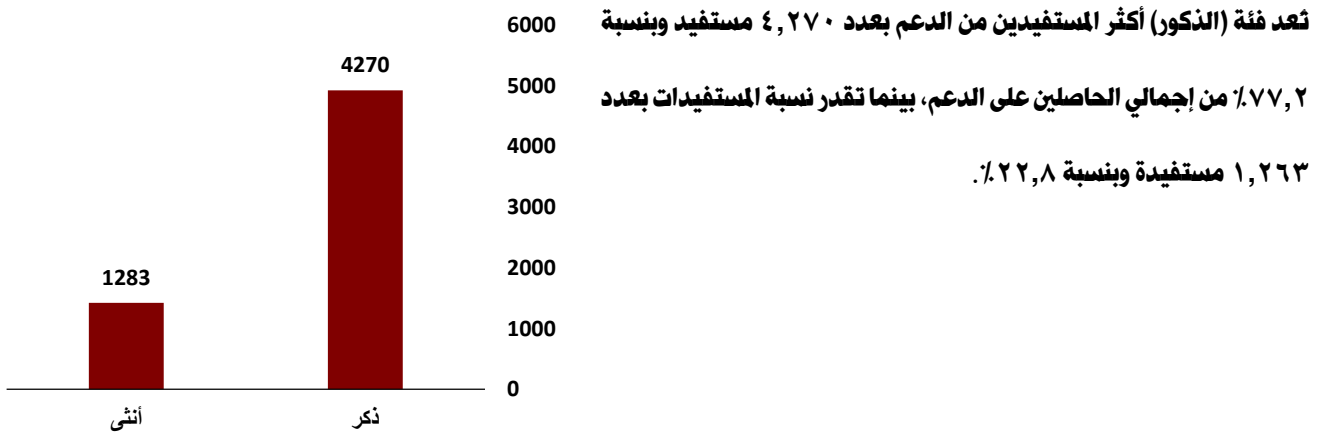 تُعد فئة (الذكور) أكثر المستفيدين من الدعم بعدد ٤,٢٧٠ مستفيد وبنسبة
٧٧,٢٪ من إجمالي الحاصلين على الدعم، بينما تقدر نسبة المستفيدات بعدد
١,٢٦٣ مستفيدة وبنسبة ٢٢,٨٪.
6000
5000
4000
3000
2000
1000
0
4270
1283
ذكر
أنثى